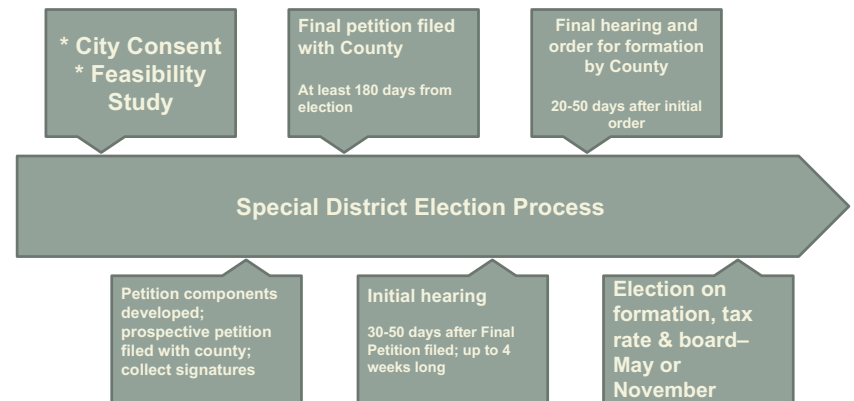 * City Consent
* Feasibility
Study
Final petition filed
with County
At least 180 days from
election
Final hearing and
order for formation
by County
20-50 days after initial
order
Special District Election Process
Petition components
developed;
prospective petition
filed with county;
collect signatures
Initial hearing
30-50 days after Final
Petition filed; up to 4
weeks long
Election on
formation, tax
rate & board–
May or
November